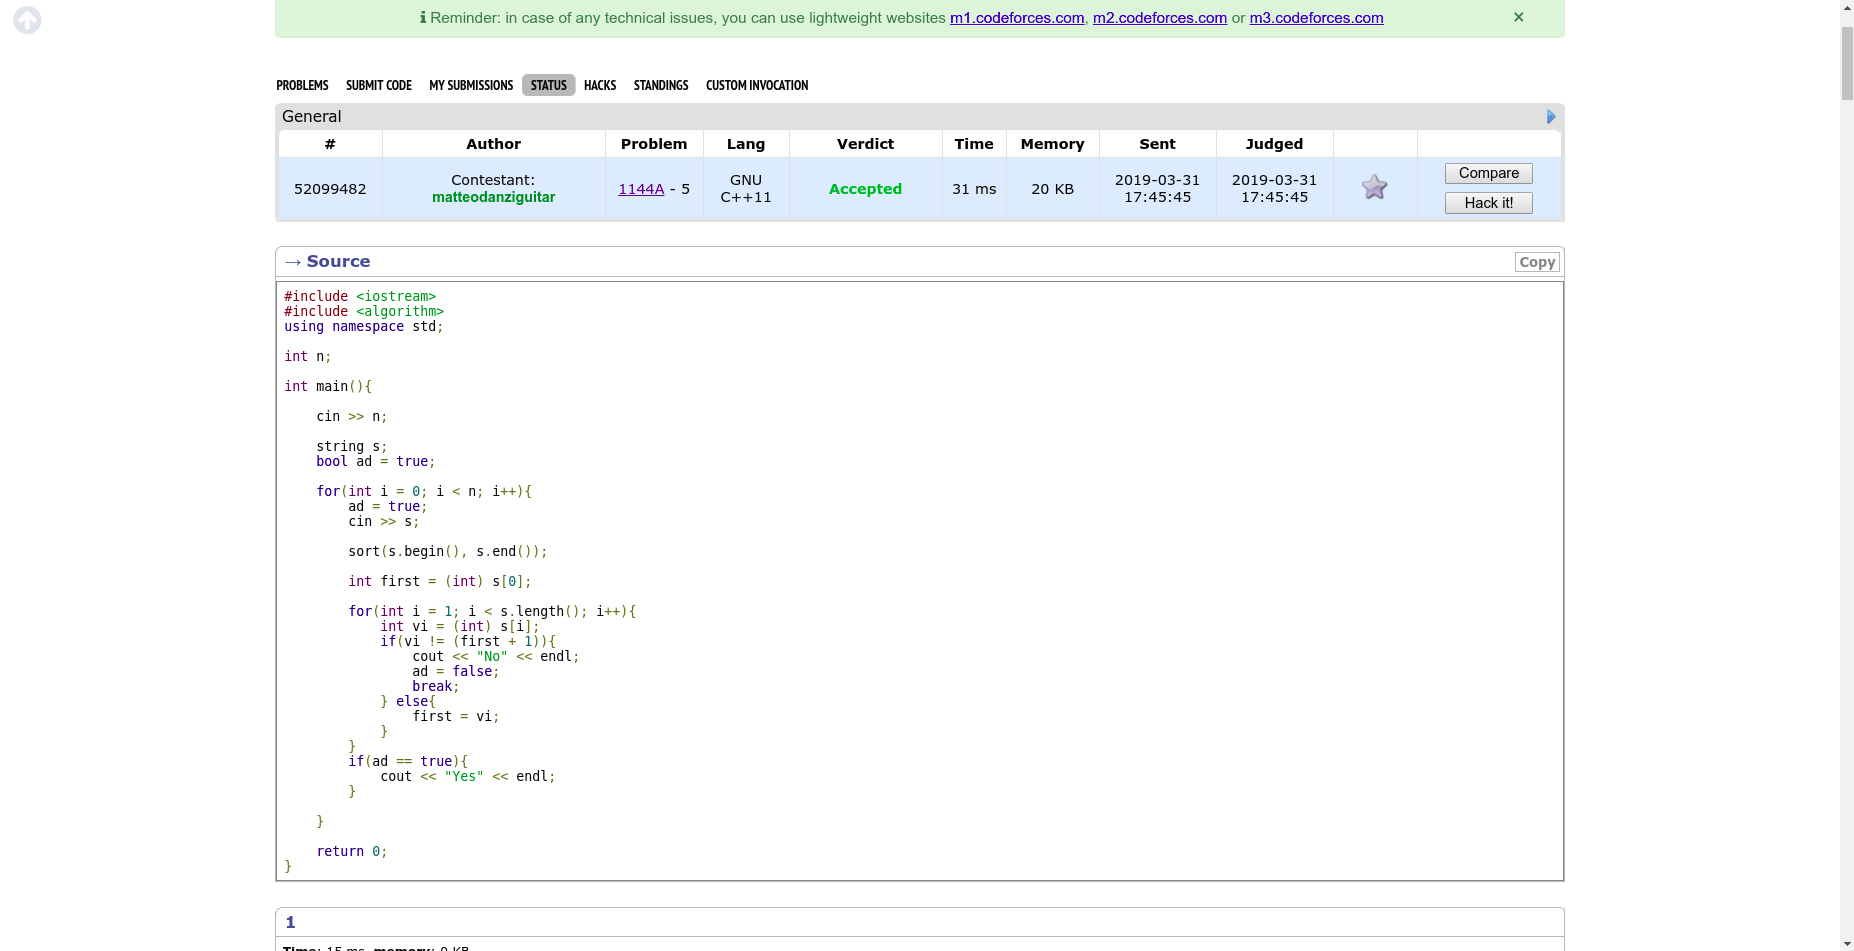 Reminder: in case of any technical issues, you can use lightweight websites m1.codeforces.com, m2.codeforces.com or m3.codeforces.com ×
PROBLEMS SUBMIT CODE MY SUBMISSIONS STATUS HACKS STANDINGS CUSTOM INVOCATION
General
# Author Problem Lang Verdict Time Memory Sent Judged
52099482 Contestant: matteodanziguitar 1144A - 5 GNU C++11 Accepted 31 ms 20 KB 2019-03-31 17:45:45 2019-03-31 17:45:45 Compare Hack it!
→ Source Copy
#include <iostream>
#include <algorithm>
using namespace std;

int n;

int main(){

    cin >> n;

    string s;
    bool ad = true;

    for(int i = 0; i < n; i++){
        ad = true;
        cin >> s;

        sort(s.begin(), s.end());

        int first = (int) s[0];

        for(int i = 1; i < s.length(); i++){
            int vi = (int) s[i];
            if(vi != (first + 1)){
                cout << "No" << endl;
                ad = false;
                break;
            } else{
                first = vi;
            }
        }
        if(ad == true){
            cout << "Yes" << endl;
        }

    }

    return 0;
}
1
Time: 15 ms, memory: 0 KB